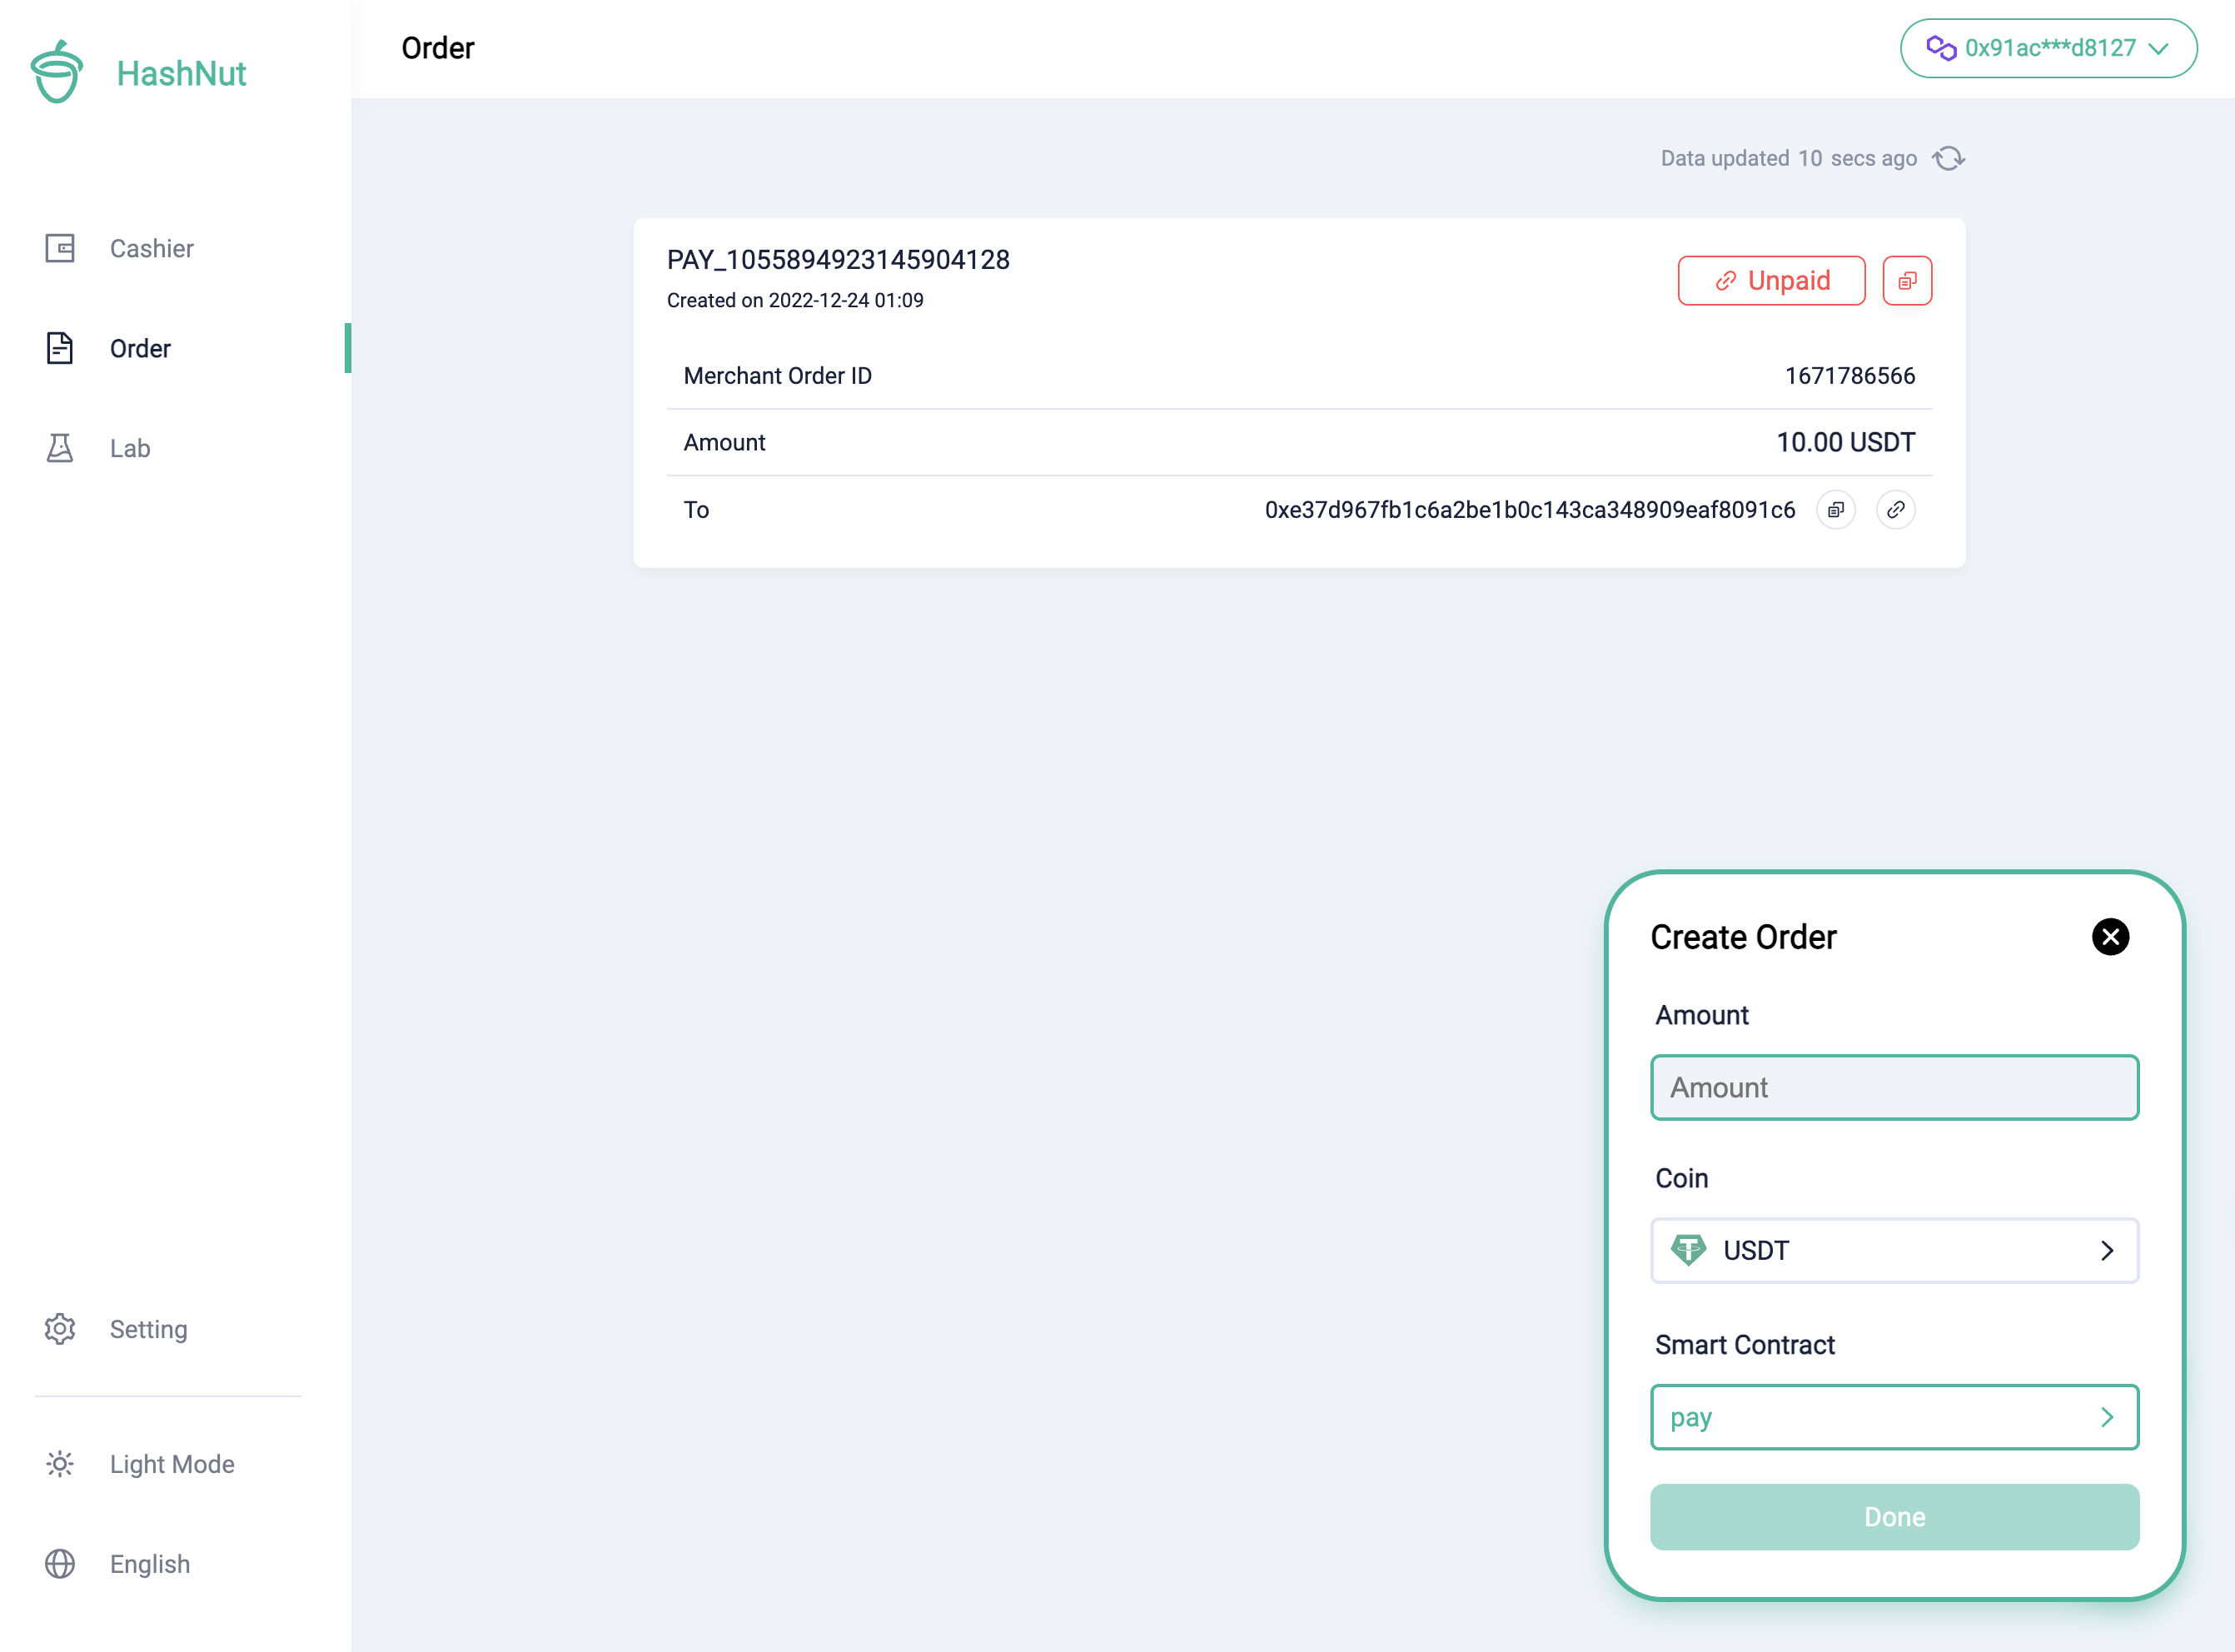 HashNut
Order
0x91ac***d8127
Cashier
Order
Lab
Setting
Light Mode
English
Data updated 10 secs ago
PAY_1055894923145904128
Created on 2022-12-24 01:09
Unpaid
Merchant Order ID 1671786566
Amount 10.00 USDT
To 0xe37d967fb1c6a2be1b0c143ca348909eaf8091c6
Create Order
Amount
Amount
Coin
USDT
Smart Contract
pay
Done